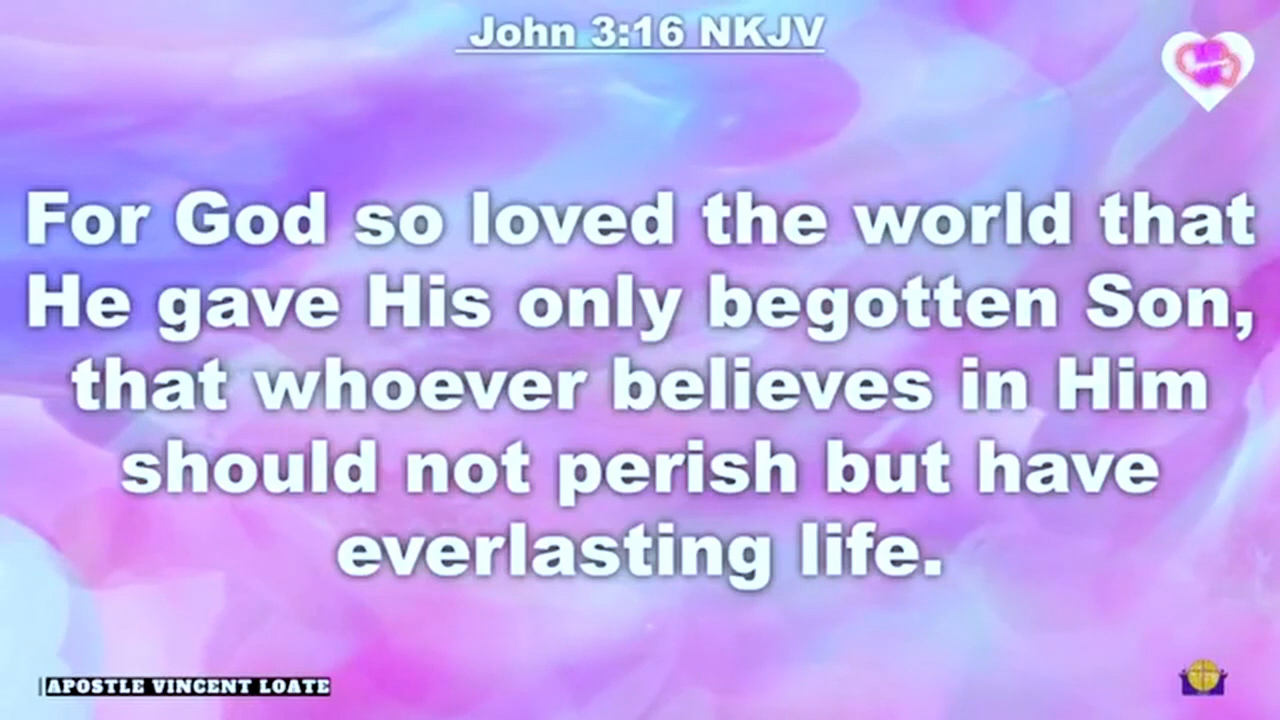 John 3:16 NKJV
For God so loved the world that
He gave His only begotten Son,
that whoever believes in Him
should not perish but have
everlasting life.
APOSTLE VINCENT LOATE